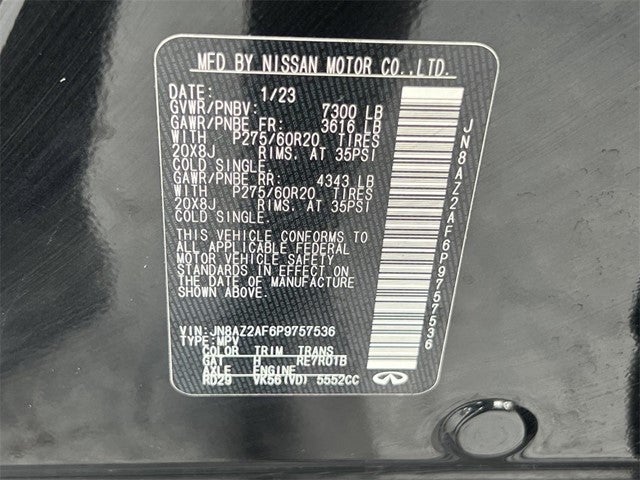 MFD BY NISSAN MOTOR CO.,LTD.
DATE: 1/23
GVWR/PNBV: 7300 LB
GAWR/PNBE FR: 3616 LB
WITH P275/60R20 TIRES
20X8J RIMS. AT 35PSI
COLD SINGLE.
GAWR/PNBE RR: 4343 LB
WITH P275/60R20 TIRES
20X8J RIMS. AT 35PSI
COLD SINGLE.
THIS VEHICLE CONFORMS TO
ALL APPLICABLE FEDERAL
MOTOR VEHICLE SAFETY
STANDARDS IN EFFECT ON
THE DATE OF MANUFACTURE
SHOWN ABOVE.
VIN: JN8AZ2AF6P9757536
TYPE: MPV
COLOR TRIM TRANS
GAT H RE7R01B
AXLE ENGINE
RD29 VK56(VD) 5552CC
JN8AZ2AF6P9757536